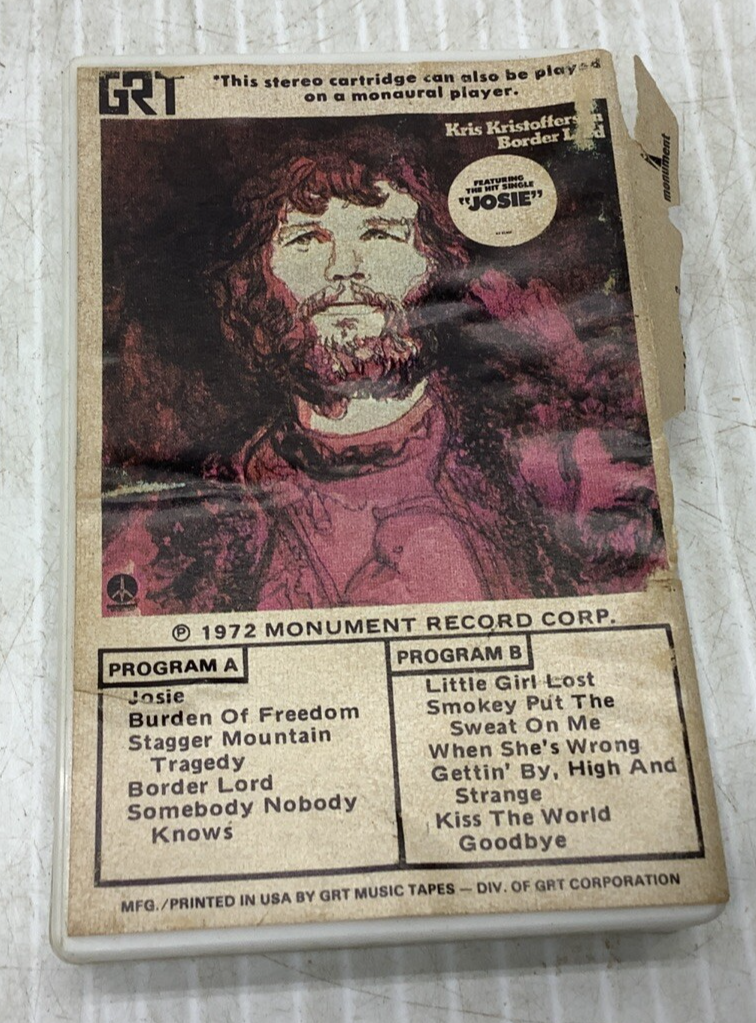 GRT
*This stereo cartridge can also be played
on a monaural player.
Kris Kristofferson
Border Lord
monument
FEATURING
THE HIT SINGLE
"JOSIE"
℗ 1972 MONUMENT RECORD CORP.
PROGRAM A
Josie
Burden Of Freedom
Stagger Mountain
Tragedy
Border Lord
Somebody Nobody
Knows
PROGRAM B
Little Girl Lost
Smokey Put The
Sweat On Me
When She's Wrong
Gettin' By, High And
Strange
Kiss The World
Goodbye
MFG./PRINTED IN USA BY GRT MUSIC TAPES — DIV. OF GRT CORPORATION